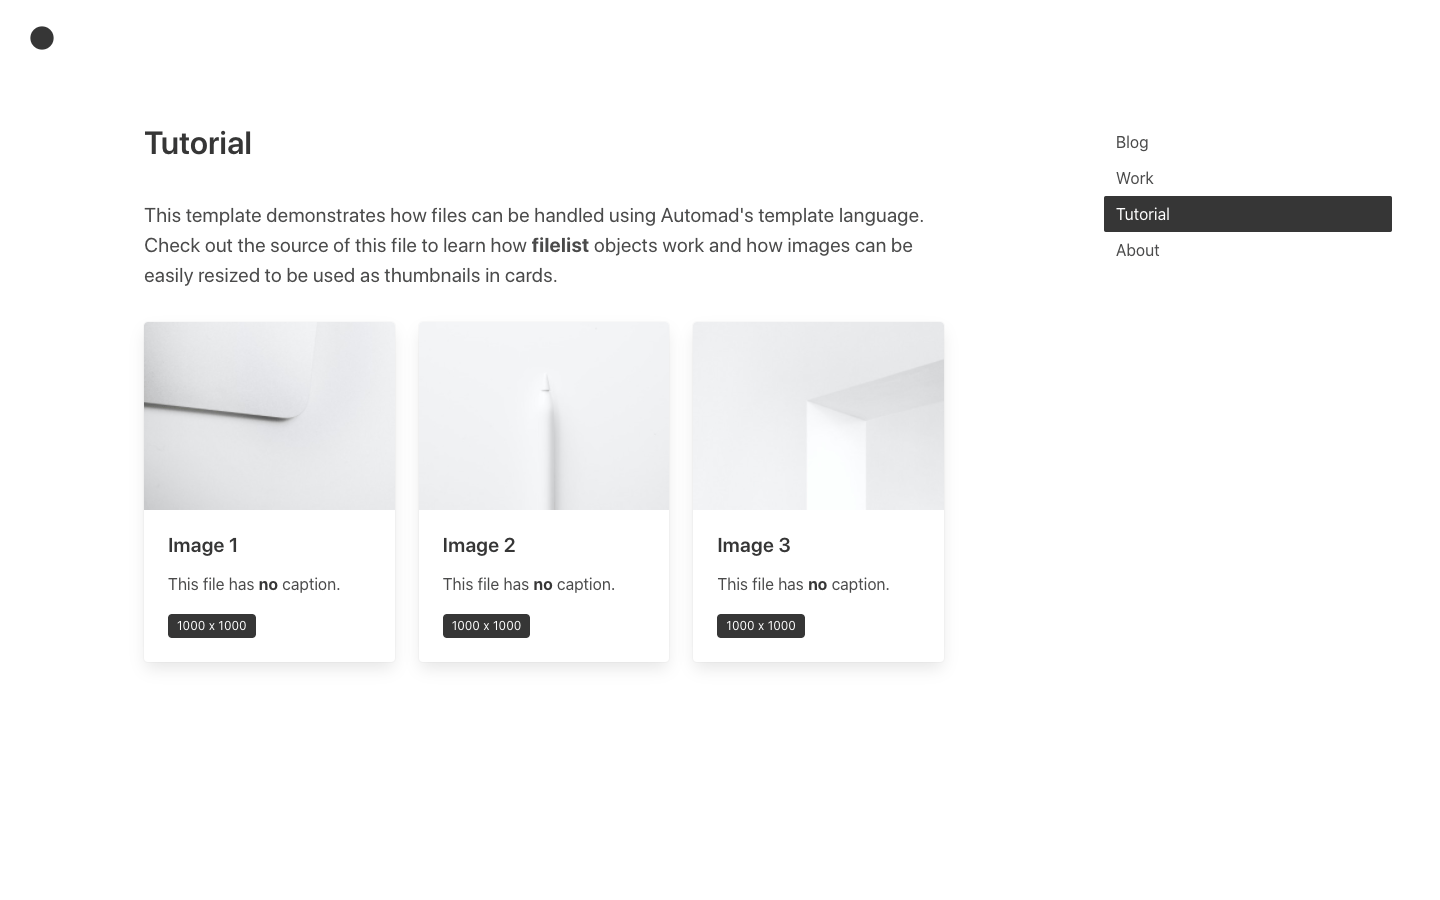 Tutorial
This template demonstrates how files can be handled using Automad's template language.
Check out the source of this file to learn how filelist objects work and how images can be
easily resized to be used as thumbnails in cards.
Image 1
This file has no caption.
1000 x 1000
Image 2
This file has no caption.
1000 x 1000
Image 3
This file has no caption.
1000 x 1000
Blog
Work
Tutorial
About